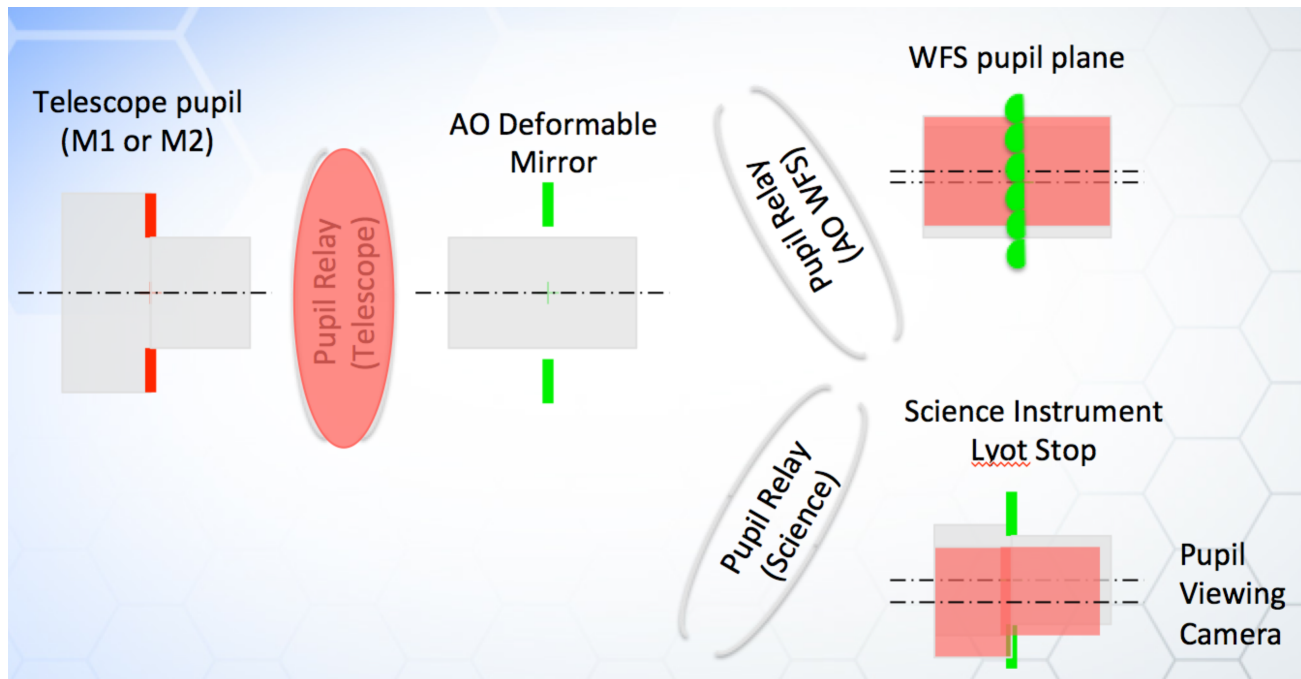 Telescope pupil
(M1 or M2)
Pupil Relay
(Telescope)
AO Deformable
Mirror
Pupil Relay
(AO WFS)
WFS pupil plane
Pupil Relay
(Science)
Science Instrument
Lyot Stop
Pupil
Viewing
Camera